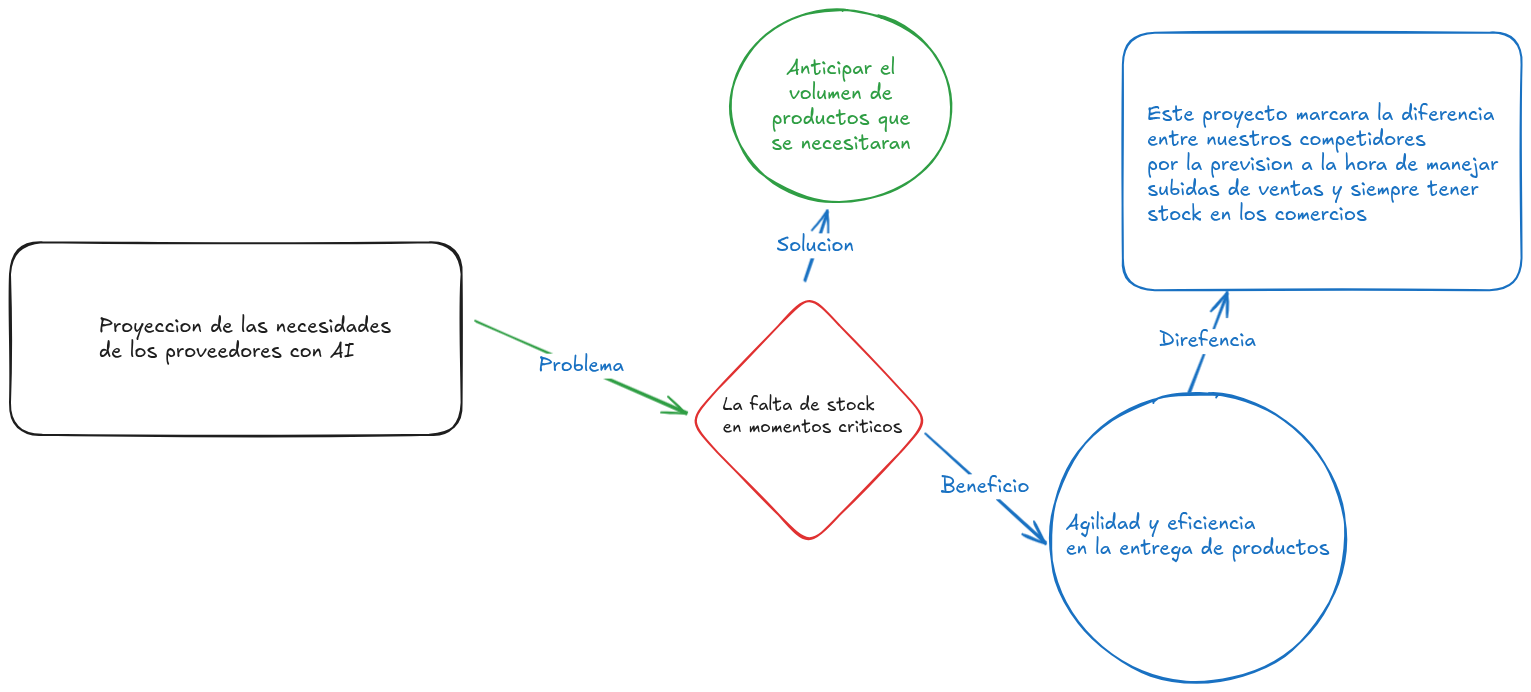 Anticipar el
volumen de
productos que
se necesitaran
Este proyecto marcara la diferencia
entre nuestros competidores
por la prevision a la hora de manejar
subidas de ventas y siempre tener
stock en los comercios
Solucion
Proyeccion de las necesidades
de los proveedores con AI
Problema
Direfencia
La falta de stock
en momentos criticos
Beneficio
Agilidad y eficiencia
en la entrega de productos